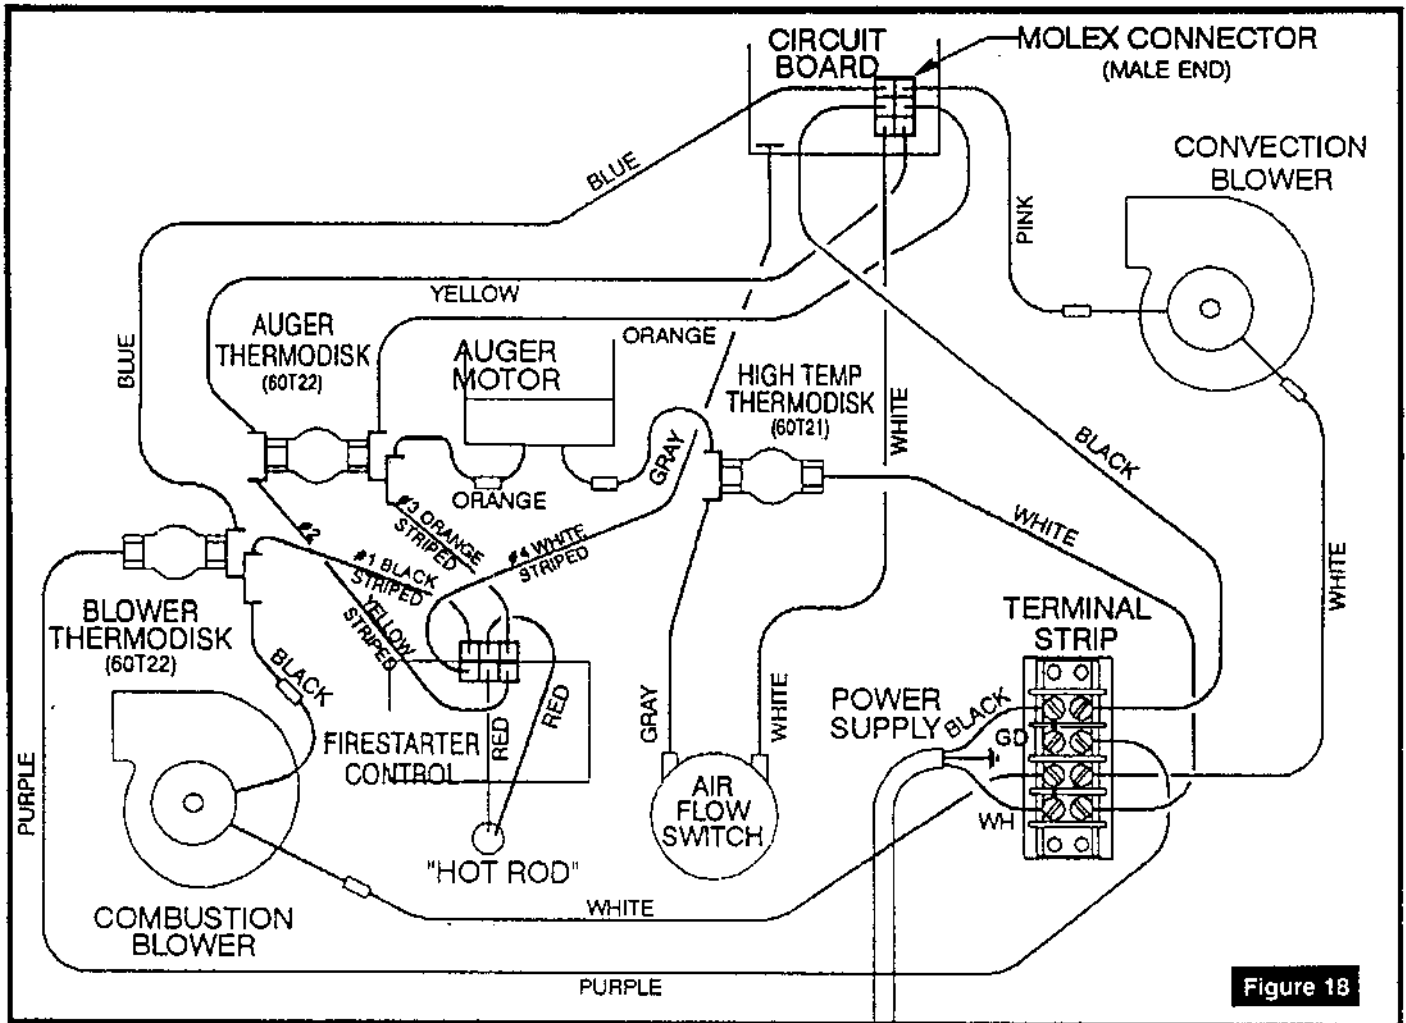 CIRCUIT
BOARD
MOLEX CONNECTOR
(MALE END)
CONVECTION
BLOWER
BLUE
PINK
YELLOW
ORANGE
BLUE
AUGER
THERMODISK
(60T22)
AUGER
MOTOR
HIGH TEMP
THERMODISK
(60T21)
WHITE
BLACK
GRAY
ORANGE
#2
#3 ORANGE
STRIPED
#4 WHITE
STRIPED
#1 BLACK
STRIPED
YELLOW
STRIPED
WHITE
WHITE
BLOWER
THERMODISK
(60T22)
BLACK
TERMINAL
STRIP
POWER
SUPPLY
BLACK
GD
WH
GRAY
WHITE
RED
RED
FIRESTARTER
CONTROL
AIR
FLOW
SWITCH
PURPLE
"HOT ROD"
WHITE
COMBUSTION
BLOWER
PURPLE
Figure 18